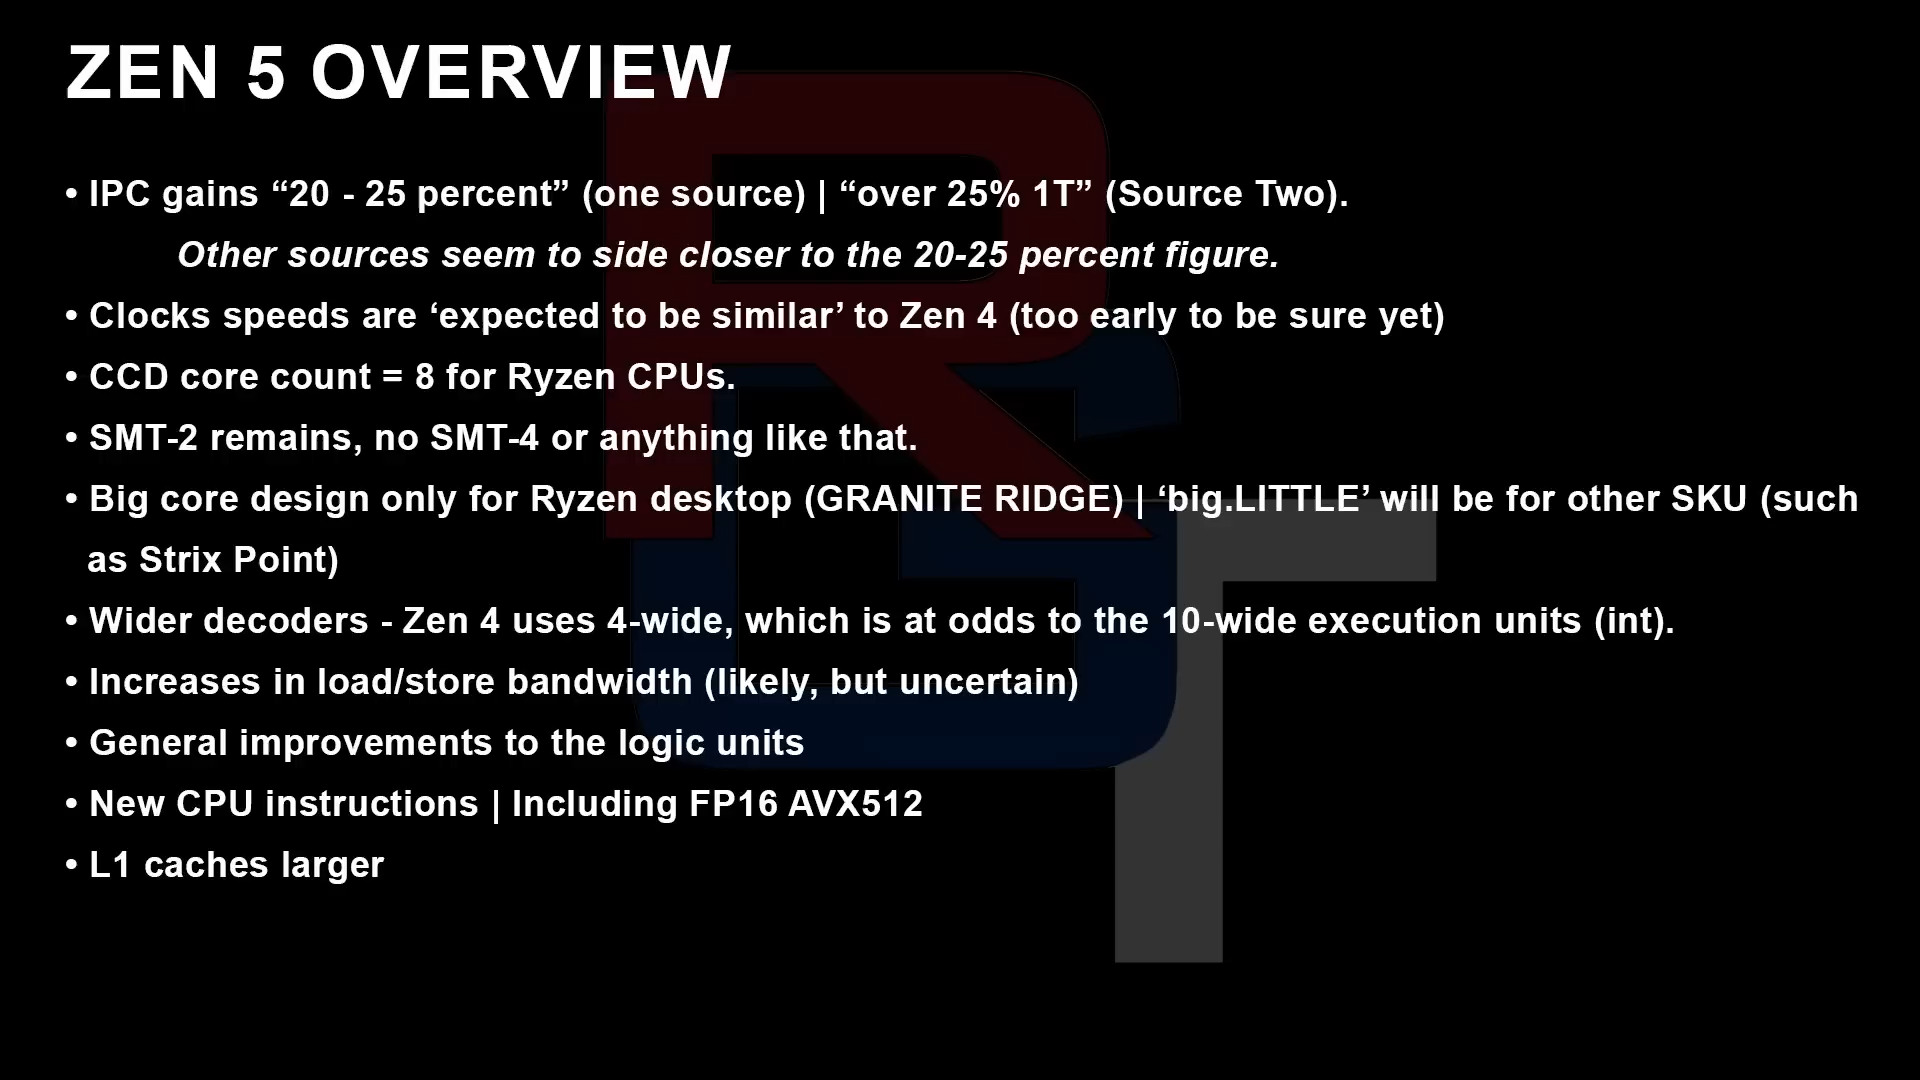 ZEN 5 OVERVIEW
• IPC gains “20 - 25 percent” (one source) | “over 25% 1T” (Source Two).
Other sources seem to side closer to the 20-25 percent figure.
• Clocks speeds are ‘expected to be similar’ to Zen 4 (too early to be sure yet)
• CCD core count = 8 for Ryzen CPUs.
• SMT-2 remains, no SMT-4 or anything like that.
• Big core design only for Ryzen desktop (GRANITE RIDGE) | ‘big.LITTLE’ will be for other SKU (such
as Strix Point)
• Wider decoders - Zen 4 uses 4-wide, which is at odds to the 10-wide execution units (int).
• Increases in load/store bandwidth (likely, but uncertain)
• General improvements to the logic units
• New CPU instructions | Including FP16 AVX512
• L1 caches larger
RGT